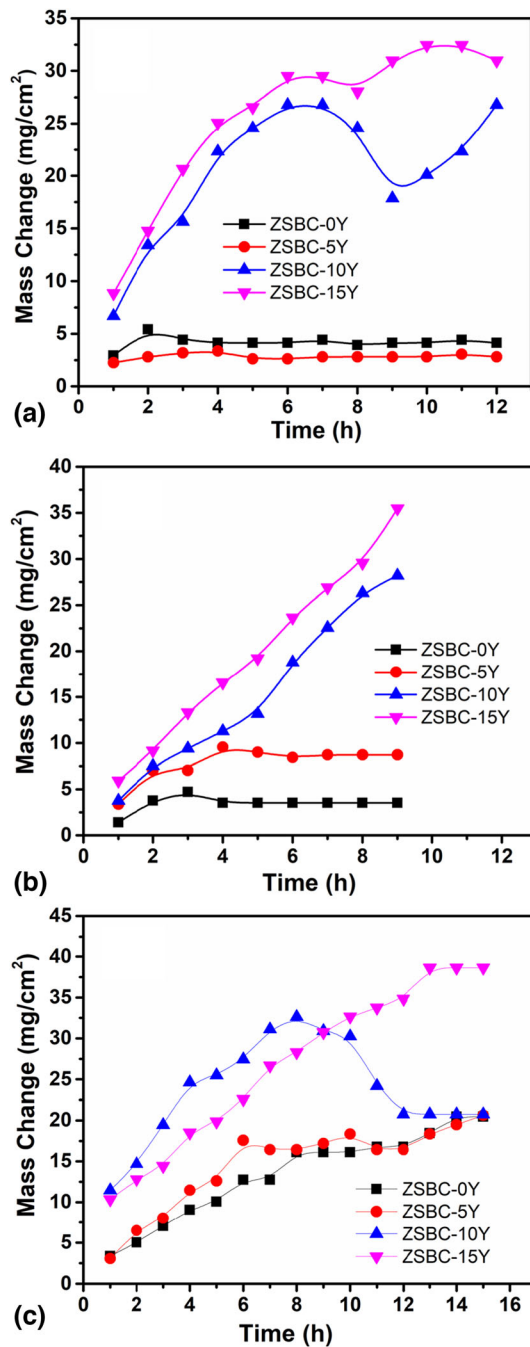 35
30
25
20
15
10
5
0
Mass Change (mg/cm²)
ZSBC-0Y
ZSBC-5Y
ZSBC-10Y
ZSBC-15Y
0 2 4 6 8 10 12
(a)
Time (h)
40
35
30
25
20
15
10
5
0
Mass Change (mg/cm²)
ZSBC-0Y
ZSBC-5Y
ZSBC-10Y
ZSBC-15Y
0 2 4 6 8 10 12
(b)
Time (h)
45
40
35
30
25
20
15
10
5
0
Mass Change (mg/cm²)
ZSBC-0Y
ZSBC-5Y
ZSBC-10Y
ZSBC-15Y
0 2 4 6 8 10 12 14 16
(c)
Time (h)